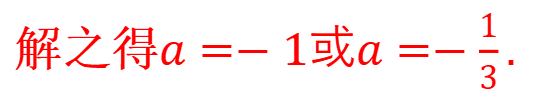 解之得a =− 1或a =− 1/3 .